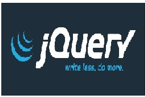 jQuery
write less, do more.